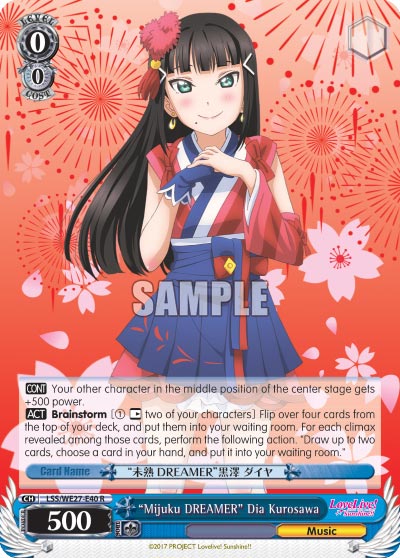 LEVEL
0
0
COST
SAMPLE
CONT Your other character in the middle position of the center stage gets
+500 power.
ACT Brainstorm [① two of your characters] Flip over four cards from
the top of your deck, and put them into your waiting room. For each climax
revealed among those cards, perform the following action. "Draw up to two
cards, choose a card in your hand, and put it into your waiting room."
Card Name
"未熟 DREAMER"黒澤 ダイヤ
CH LSS/WE27-E40 R
"Mijuku DREAMER" Dia Kurosawa
LoveLive!
Sunshine!!
POWER
500
SOUL
Music
©2017 PROJECT Lovelive! Sunshine!!